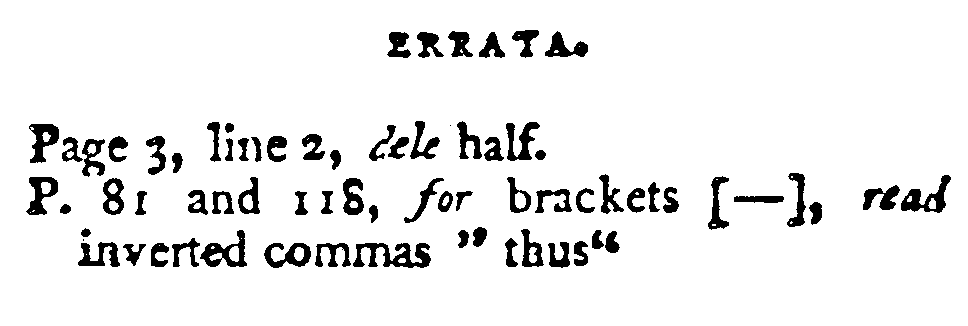 ERRATA.
Page 3, line 2, dele half.
P. 81 and 118, for brackets [—], read
inverted commas ” thus“